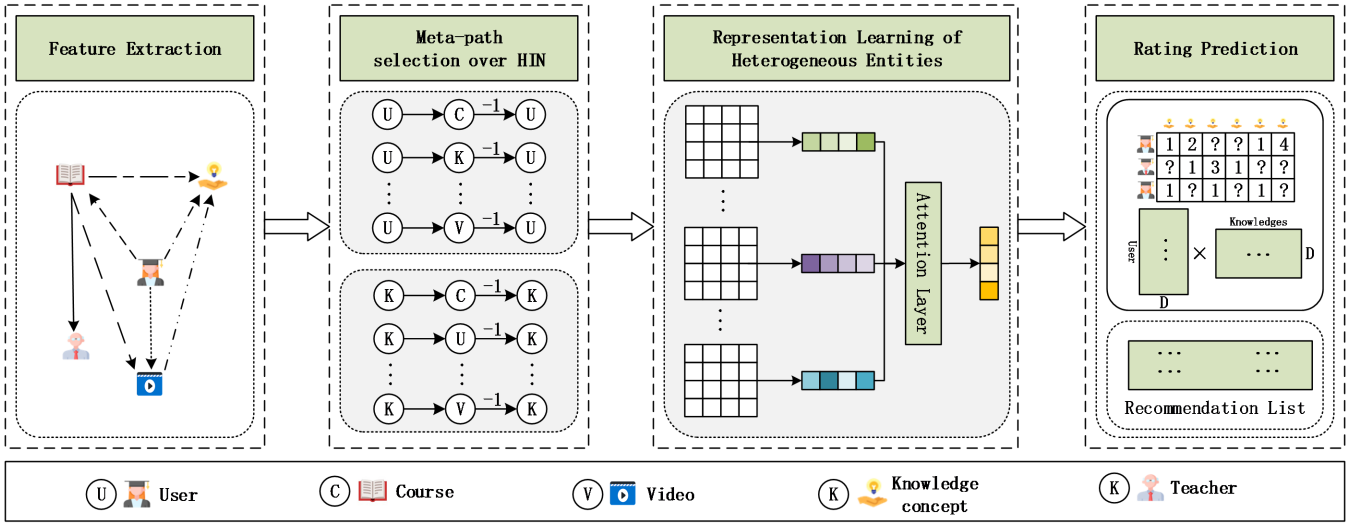 Feature Extraction
Meta-path
selection over HIN
U C -1 U
U K -1 U
U V -1 U
K C -1 K
K U -1 K
K V -1 K
Representation Learning of
Heterogeneous Entities
Attention Layer
Rating Prediction
1 2 ? ? 1 4
? 1 3 1 ? ?
1 ? 1 ? 1 ?
User
D
×
Knowledges
D
Recommendation List
U User
C Course
V Video
K Knowledge
concept
K Teacher